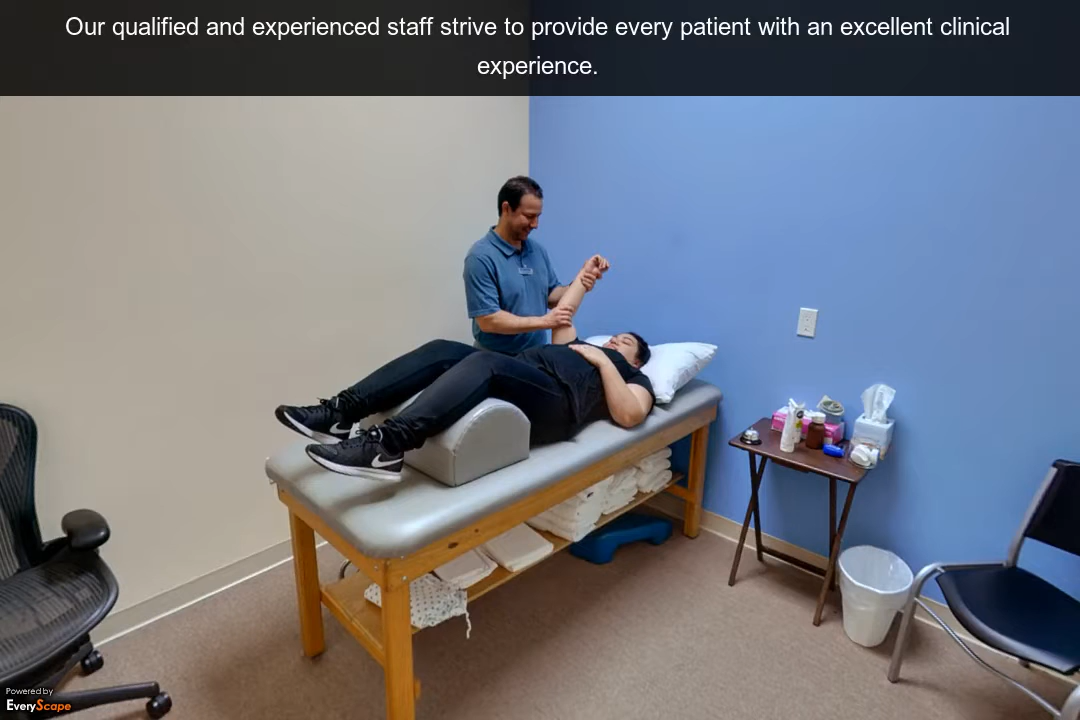 Our qualified and experienced staff strive to provide every patient with an excellent clinical
experience.
Powered by
EveryScape